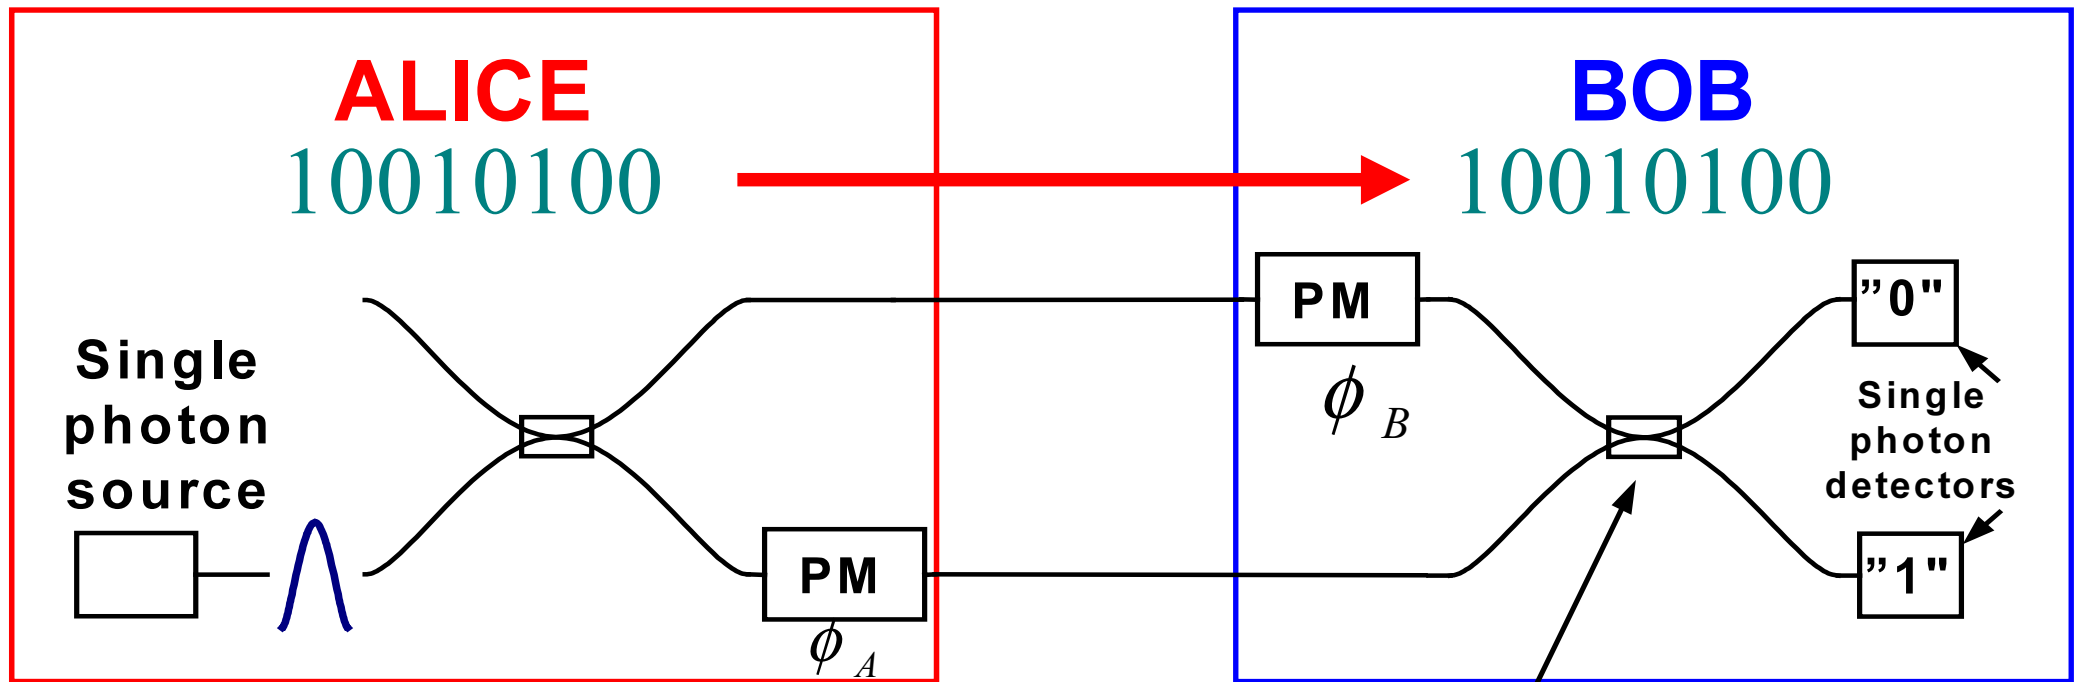 ALICE
10010100
BOB
10010100
Single
photon
source
PM
ϕ A
PM
ϕ B
”0"
Single
photon
detectors
”1"